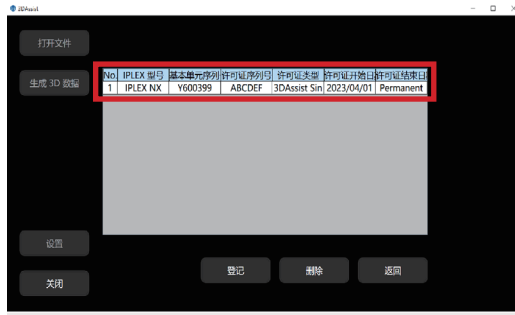 3DAssist
打开文件
生成 3D 数据
No. IPLEX 型号 基本单元序列 许可证序列号 许可证类型 许可证开始日 许可证结束日
1 IPLEX NX Y600399 ABCDEF 3DAssist Sin 2023/04/01 Permanent
设置
登记 删除 返回
关闭